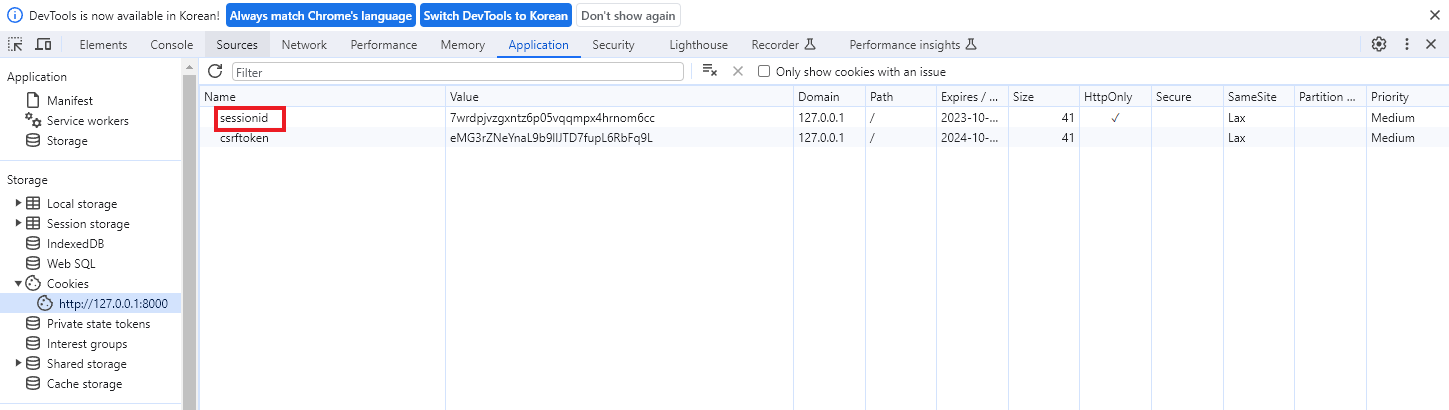 DevTools is now available in Korean! Always match Chrome's language Switch DevTools to Korean Don't show again
Elements Console Sources Network Performance Memory Application Security Lighthouse Recorder Performance insights
Application
Manifest
Service workers
Storage
Storage
Local storage
Session storage
IndexedDB
Web SQL
Cookies
http://127.0.0.1:8000
Private state tokens
Interest groups
Shared storage
Cache storage
Filter Only show cookies with an issue
Name Value Domain Path Expires / ... Size HttpOnly Secure SameSite Partition ... Priority
sessionid 7wrdpjvzgxntz6p05vqqmpx4hrnom6cc 127.0.0.1 / 2023-10-... 41 ✓ Lax Medium
csrftoken 127.0.0.1 / 2024-10-... 41 Lax Medium